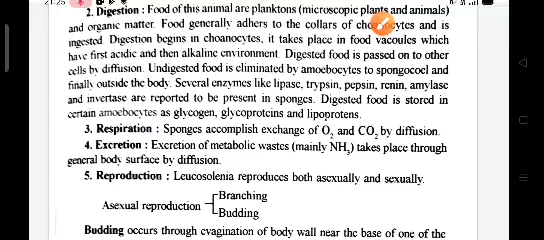 21:25
2. Digestion : Food of this animal are planktons (microscopic plants and animals)
and organic matter. Food generally adhers to the collars of choanocytes and is
ingested. Digestion begins in choanocytes, it takes place in food vacoules which
have first acidic and then alkaline environment. Digested food is passed on to other
cells by diffusion. Undigested food is eliminated by amoebocytes to spongocoel and
finally outside the body. Several enzymes like lipase, trypsin, pepsin, renin, amylase
and invertase are reported to be present in sponges. Digested food is stored in
certain amoebocytes as glycogen, glycoproteins and lipoprotens.
3. Respiration : Sponges accomplish exchange of O₂ and CO₂ by diffusion.
4. Excretion : Excretion of metabolic wastes (mainly NH₃) takes place through
general body surface by diffusion.
5. Reproduction : Leucosolenia reproduces both asexually and sexually.
Branching
Asexual reproduction
Budding
Budding occurs through evagination of body wall near the base of one of the